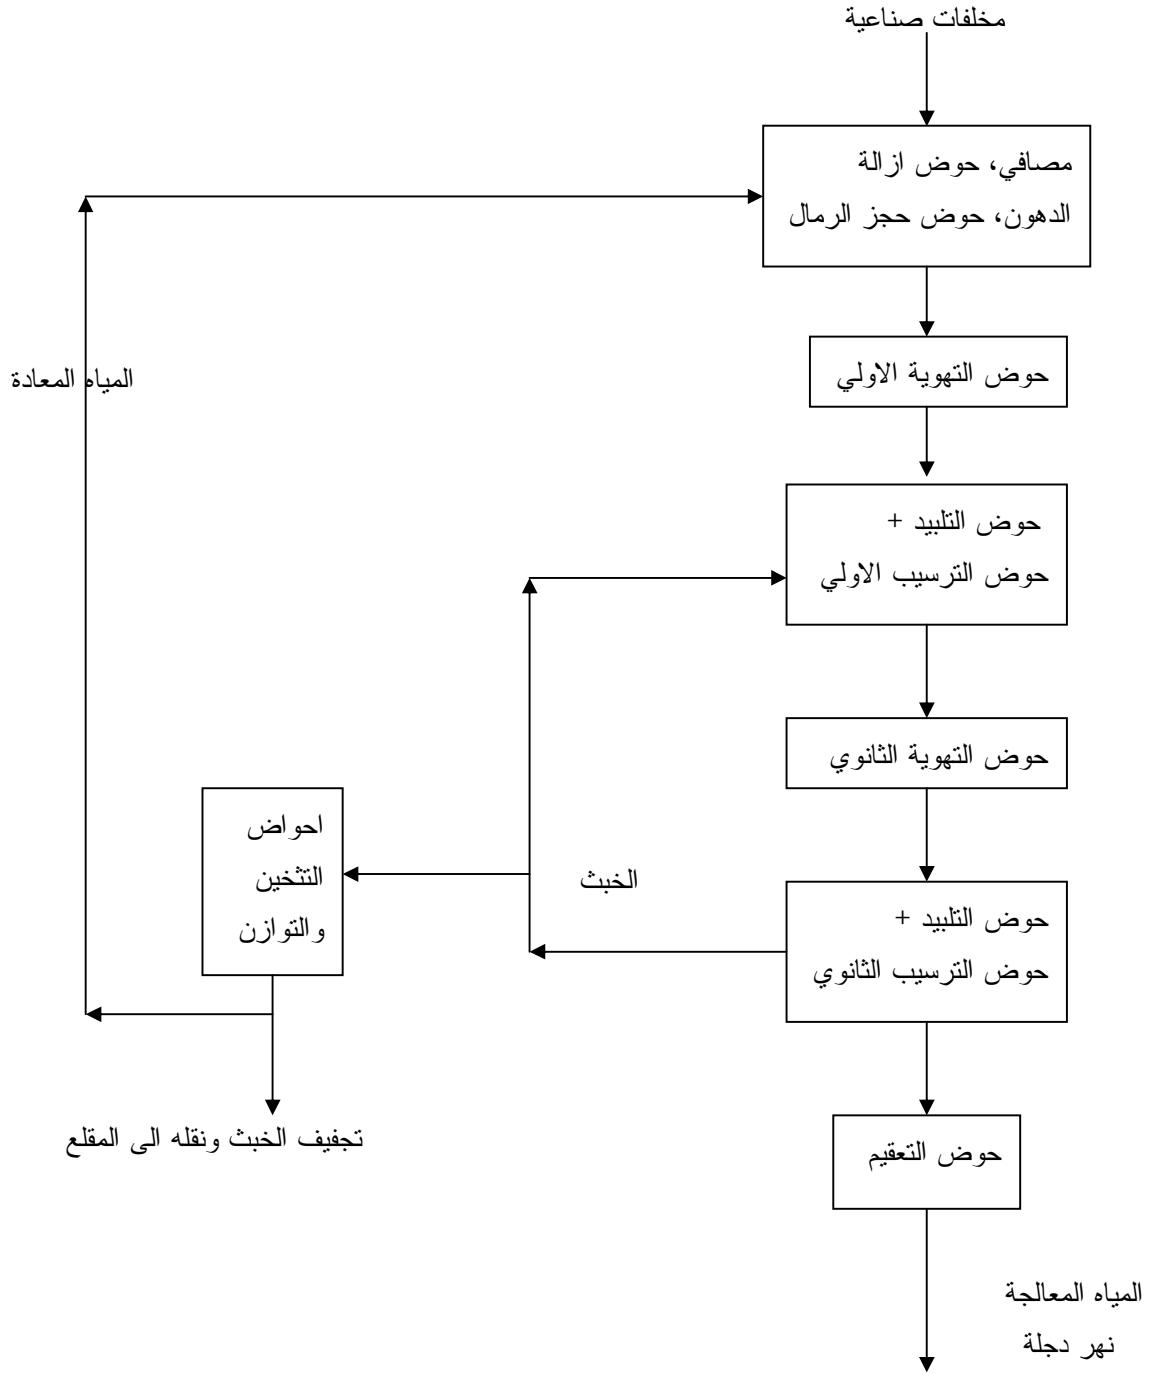 مخلفات صناعية
مصافي، حوض ازالة
الدهون، حوض حجز الرمال
حوض التهوية الاولي
المياه المعادة
حوض التلبيد +
حوض الترسيب الاولي
حوض التهوية الثانوي
احواض
التثخين
والتوازن
الخبث
حوض التلبيد +
حوض الترسيب الثانوي
تجفيف الخبث ونقله الى المقلع
حوض التعقيم
المياه المعالجة
نهر دجلة